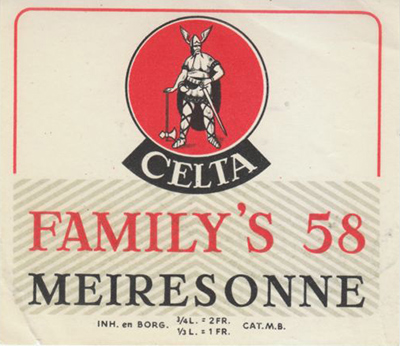 CELTA
FAMILY'S 58
MEIRESONNE
INH. en BORG. ¾ L. = 2 FR. CAT. M.B.
⅓ L. = 1 FR.